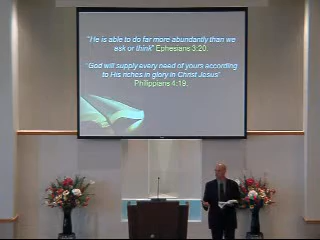 "He is able to do far more abundantly than we
ask or think" Ephesians 3:20.
"God will supply every need of yours according
to His riches in glory in Christ Jesus"
Philippians 4:19.